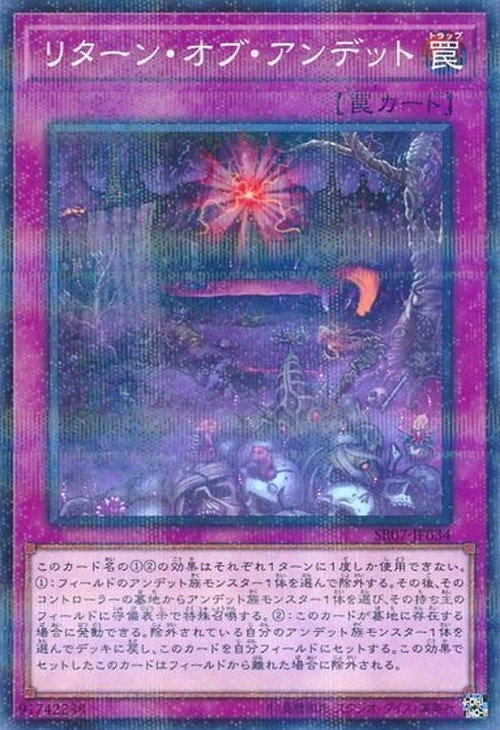 リターン・オブ・アンデット 罠
トラップ
【罠カード】
SR07-JP034
このカード名の①②の効果はそれぞれ1ターンに1度しか使用できない。
①:フィールドのアンデット族モンスター1体を選んで除外する。その後、その
コントローラーの墓地からアンデット族モンスター1体を選び、その持ち主の
フィールドに守備表示で特殊召喚する。②:このカードが墓地に存在する
場合に発動できる。除外されている自分のアンデット族モンスター1体を
選んでデッキに戻し、このカードを自分フィールドにセットする。この効果で
セットしたこのカードはフィールドから離れた場合に除外される。
スタジオ・ダイス